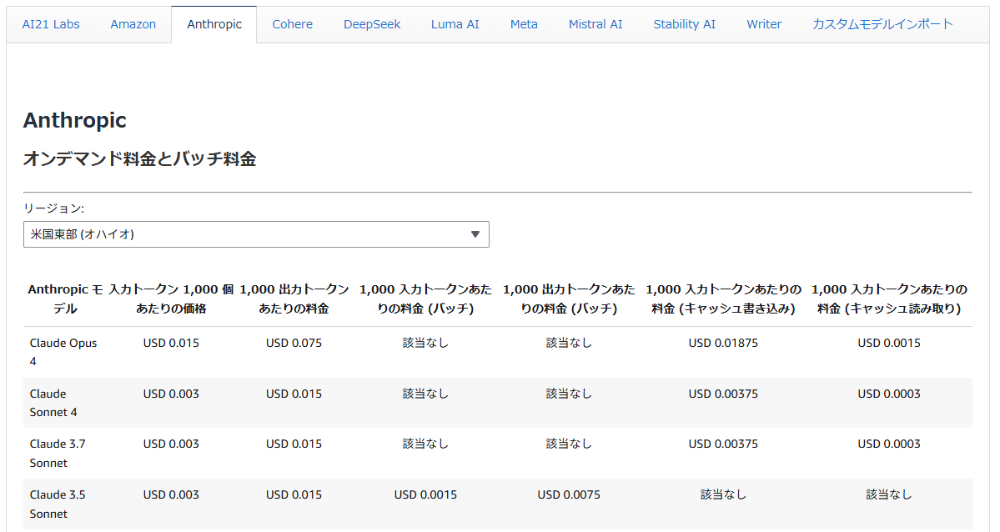 AI21 Labs Amazon Anthropic Cohere DeepSeek Luma AI Meta Mistral AI Stability AI Writer カスタムモデルインポート
Anthropic
オンデマンド料金とバッチ料金
リージョン:
米国東部 (オハイオ)
Anthropic モデル 入力トークン 1,000 個あたりの価格 1,000 出力トークンあたりの料金 1,000 入力トークンあたりの料金 (バッチ) 1,000 出力トークンあたりの料金 (バッチ) 1,000 入力トークンあたりの料金 (キャッシュ書き込み) 1,000 入力トークンあたりの料金 (キャッシュ読み取り)
Claude Opus 4 USD 0.015 USD 0.075 該当なし 該当なし USD 0.01875 USD 0.0015
Claude Sonnet 4 USD 0.003 USD 0.015 該当なし 該当なし USD 0.00375 USD 0.0003
Claude 3.7 Sonnet USD 0.003 USD 0.015 該当なし 該当なし USD 0.00375 USD 0.0003
Claude 3.5 Sonnet USD 0.003 USD 0.015 USD 0.0015 USD 0.0075 該当なし 該当なし